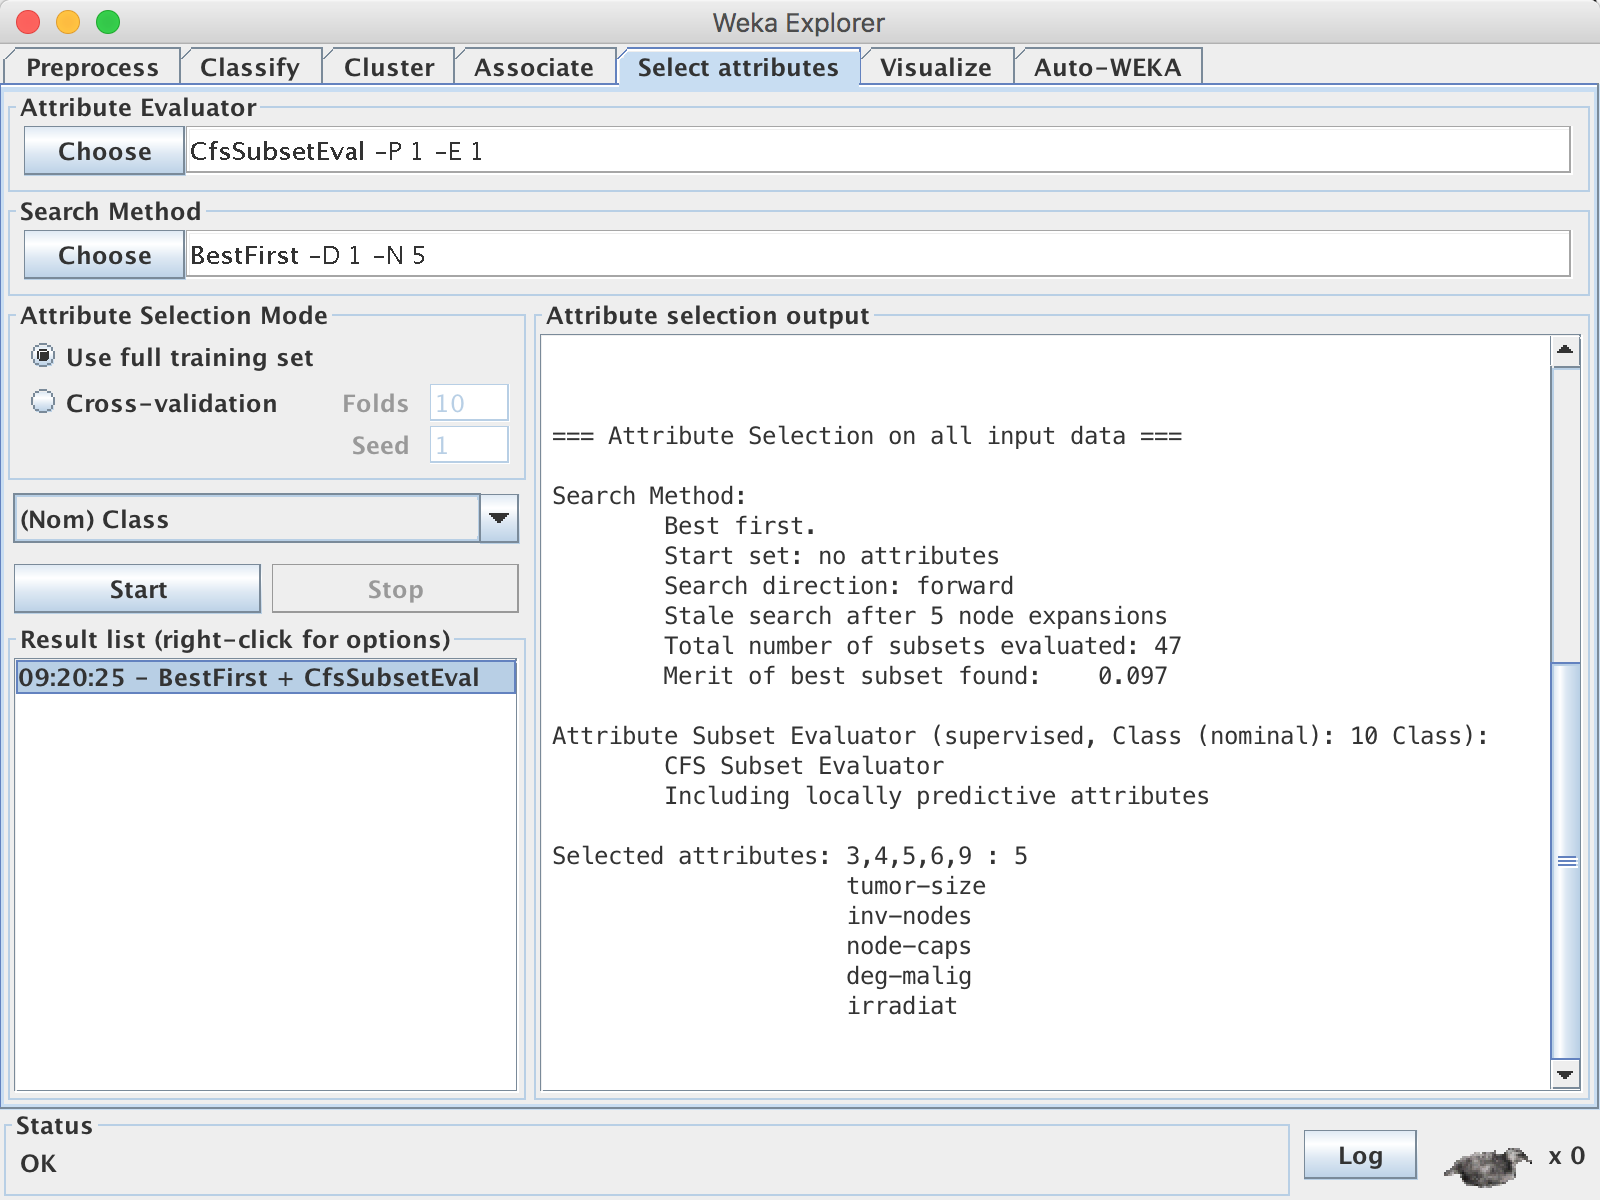 Weka Explorer
Preprocess Classify Cluster Associate Select attributes Visualize Auto-WEKA
Attribute Evaluator
Choose CfsSubsetEval -P 1 -E 1
Search Method
Choose BestFirst -D 1 -N 5
Attribute Selection Mode
Use full training set
Cross-validation Folds 10
Seed 1
(Nom) Class
Start Stop
Result list (right-click for options)
09:20:25 - BestFirst + CfsSubsetEval
Attribute selection output
=== Attribute Selection on all input data ===
Search Method:
Best first.
Start set: no attributes
Search direction: forward
Stale search after 5 node expansions
Total number of subsets evaluated: 47
Merit of best subset found: 0.097
Attribute Subset Evaluator (supervised, Class (nominal): 10 Class):
CFS Subset Evaluator
Including locally predictive attributes
Selected attributes: 3,4,5,6,9 : 5
tumor-size
inv-nodes
node-caps
deg-malig
irradiat
Status
OK
Log x 0